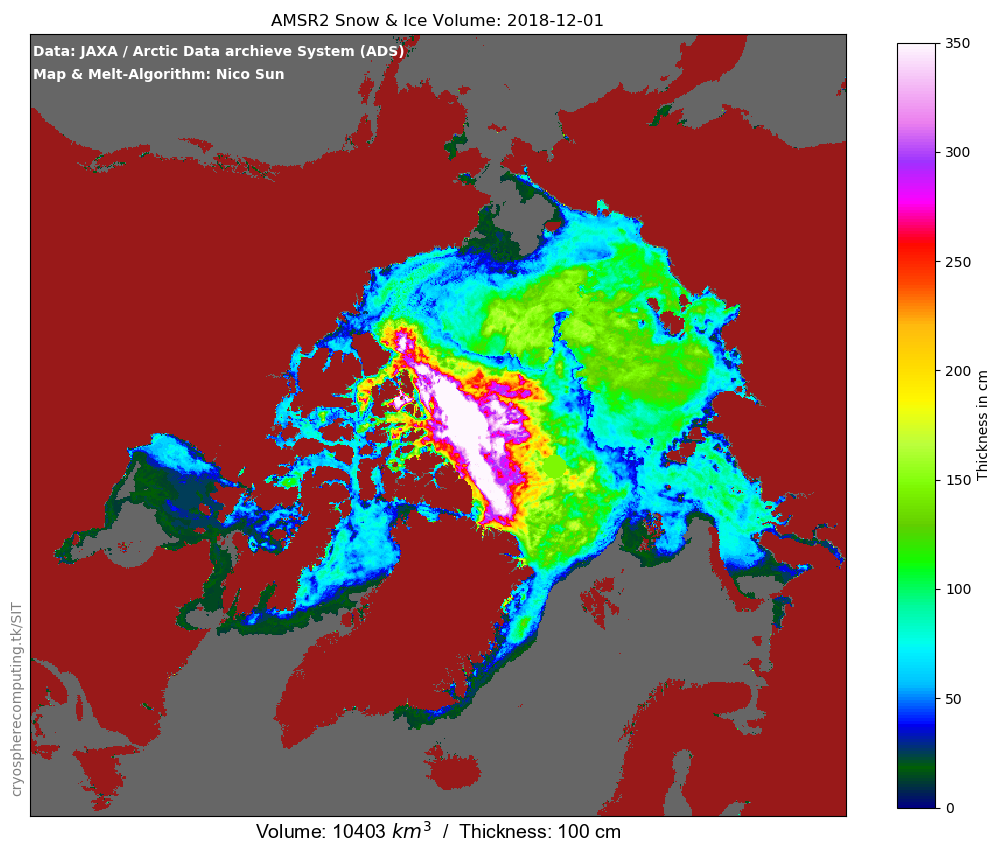 AMSR2 Snow & Ice Volume: 2018-12-01
Data: JAXA / Arctic Data archieve System (ADS)
Map & Melt-Algorithm: Nico Sun
350
300
250
200
150
100
50
0
Thickness in cm
cryospherecomputing.tk/SIT
Volume: 10403 km³ / Thickness: 100 cm